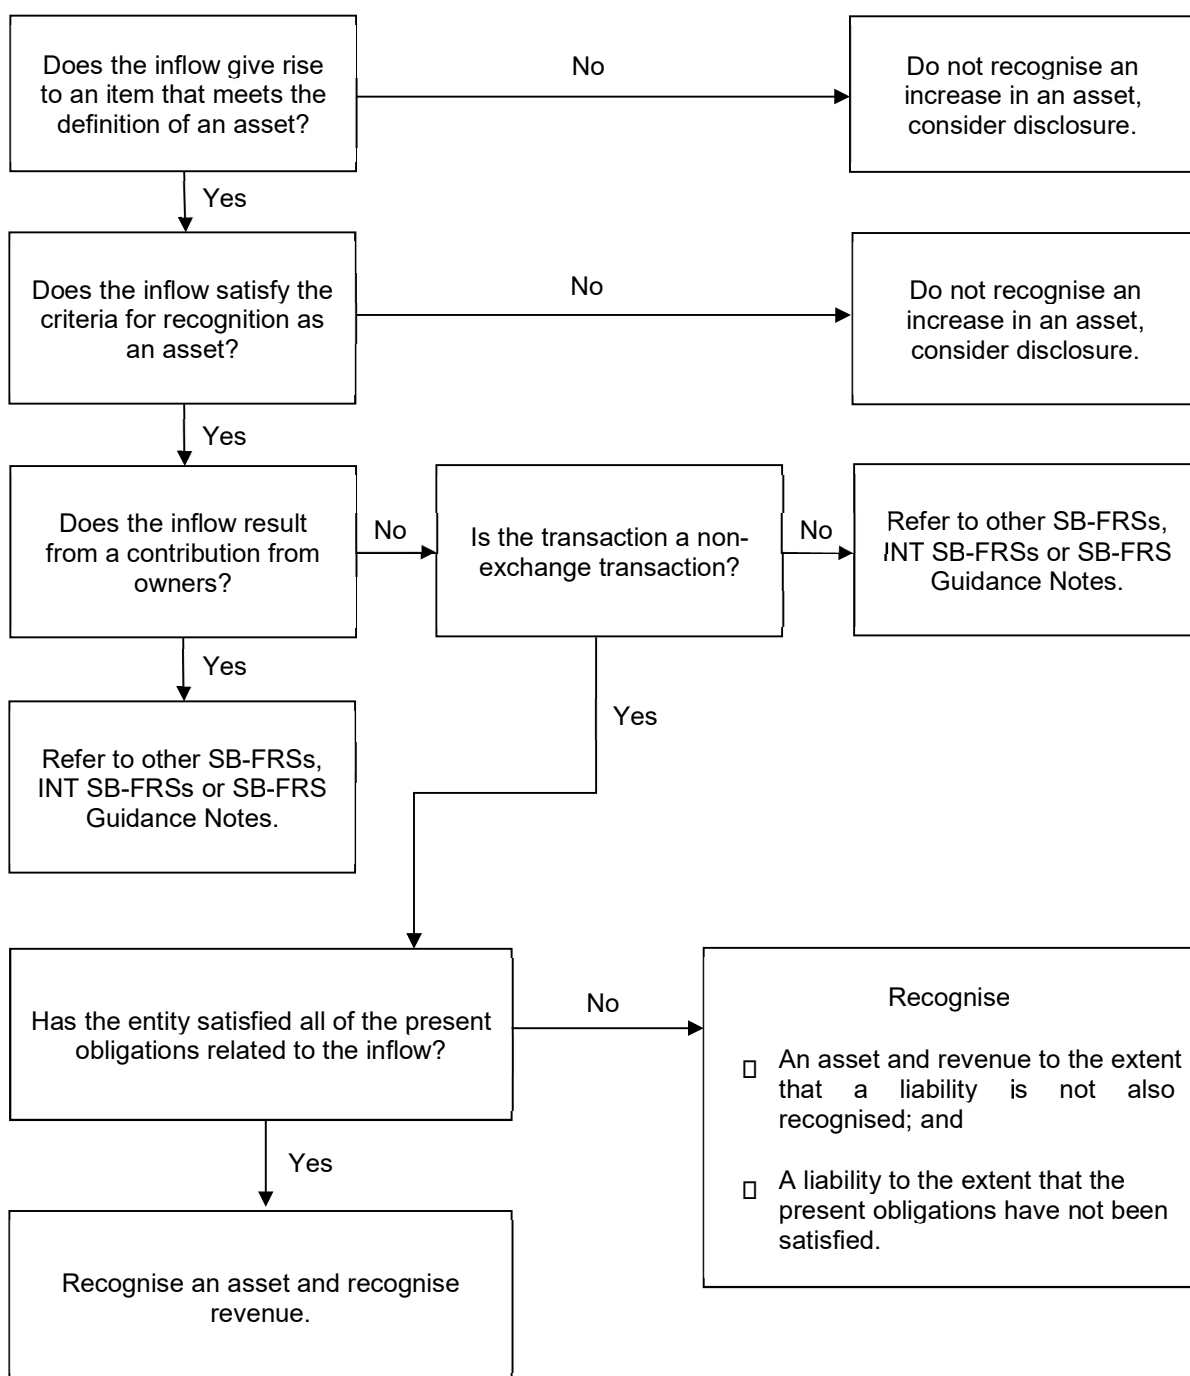 Does the inflow give rise
to an item that meets the
definition of an asset?
No
Do not recognise an
increase in an asset,
consider disclosure.
Yes
Does the inflow satisfy the
criteria for recognition as
an asset?
No
Do not recognise an
increase in an asset,
consider disclosure.
Yes
Does the inflow result
from a contribution from
owners?
No
Is the transaction a non-
exchange transaction?
No
Refer to other SB-FRSs,
INT SB-FRSs or SB-FRS
Guidance Notes.
Yes
Refer to other SB-FRSs,
INT SB-FRSs or SB-FRS
Guidance Notes.
Yes
Has the entity satisfied all of the present
obligations related to the inflow?
No
Recognise
An asset and revenue to the extent
that a liability is not also
recognised; and
A liability to the extent that the
present obligations have not been
satisfied.
Yes
Recognise an asset and recognise
revenue.